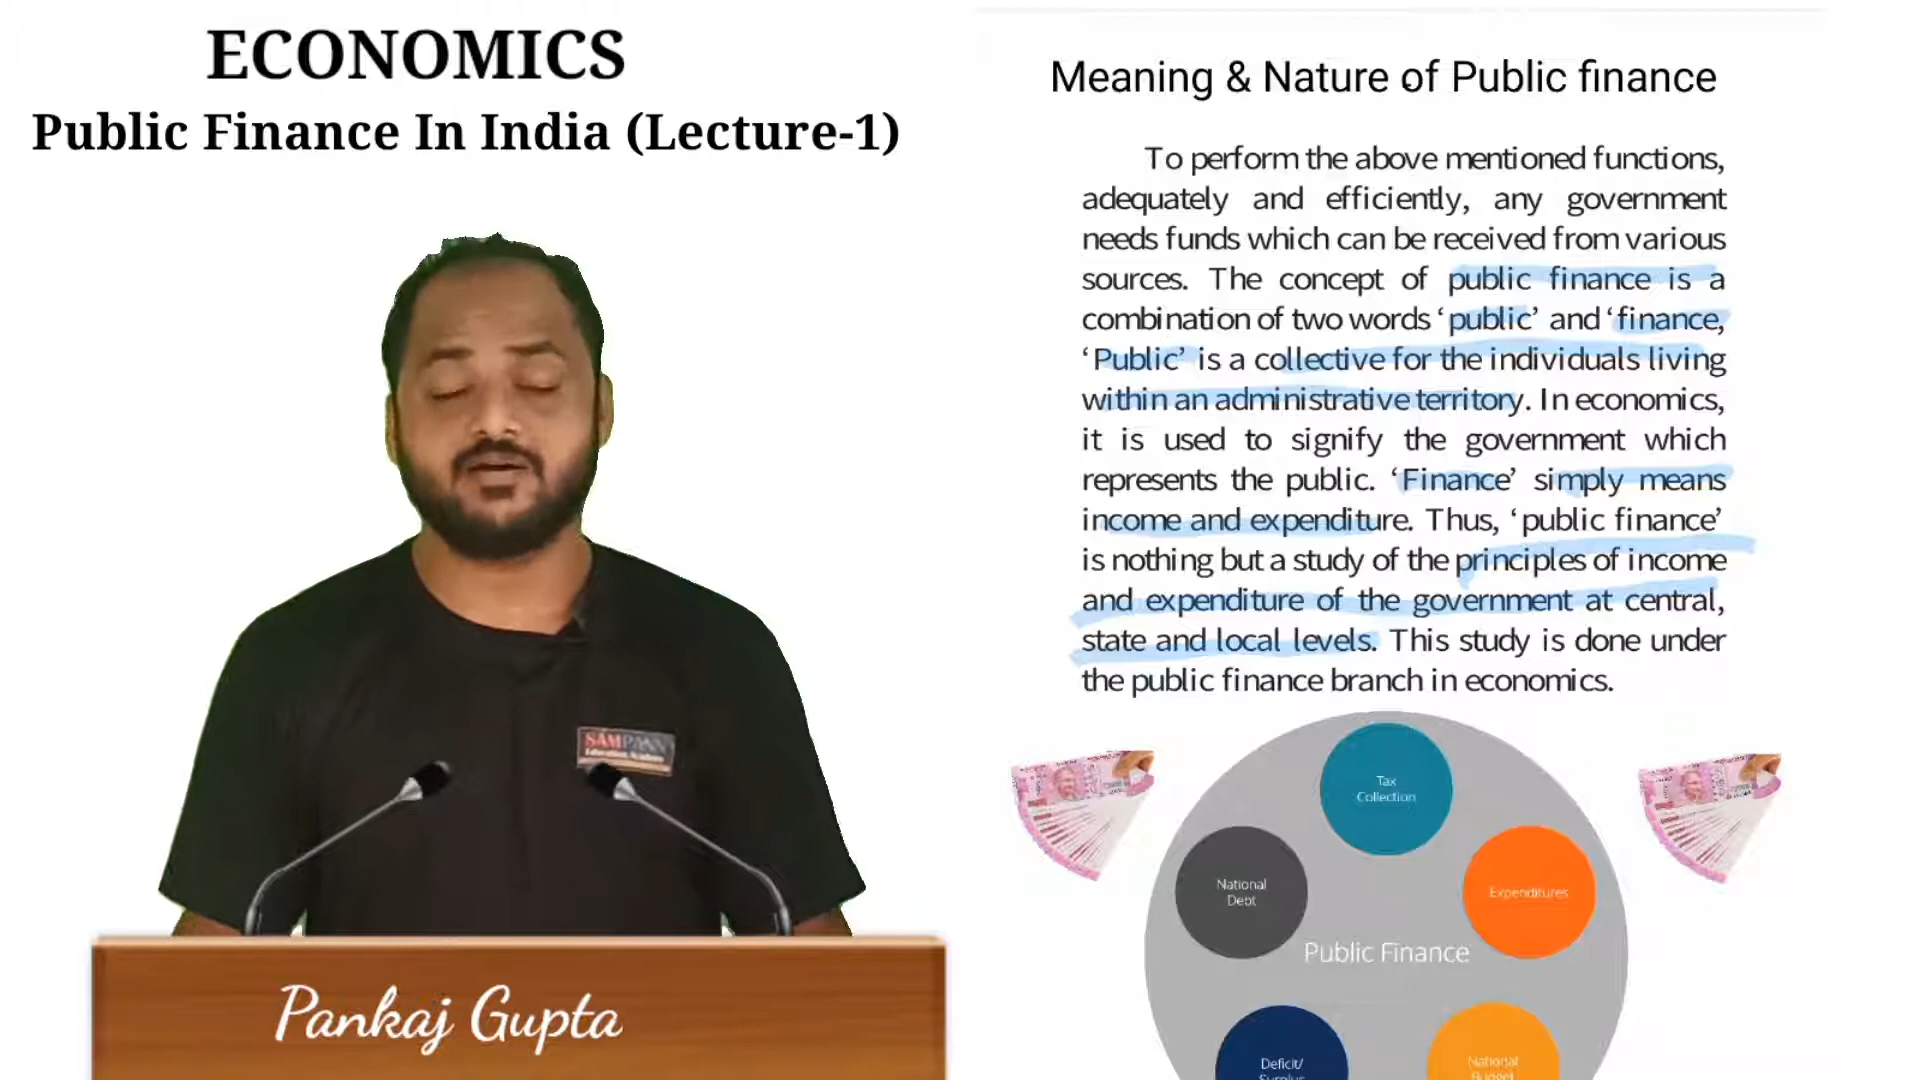 ECONOMICS
Public Finance In India (Lecture-1)
SAMPANN
Pankaj Gupta
Meaning & Nature of Public finance
To perform the above mentioned functions,
adequately and efficiently, any government
needs funds which can be received from various
sources. The concept of public finance is a
combination of two words ‘public’ and ‘finance,
‘Public’ is a collective for the individuals living
within an administrative territory. In economics,
it is used to signify the government which
represents the public. ‘Finance’ simply means
income and expenditure. Thus, ‘public finance’
is nothing but a study of the principles of income
and expenditure of the government at central,
state and local levels. This study is done under
the public finance branch in economics.
Tax
Collection
National
Debt
Expenditures
Public Finance
Deficit/
Surplus
National
Budget